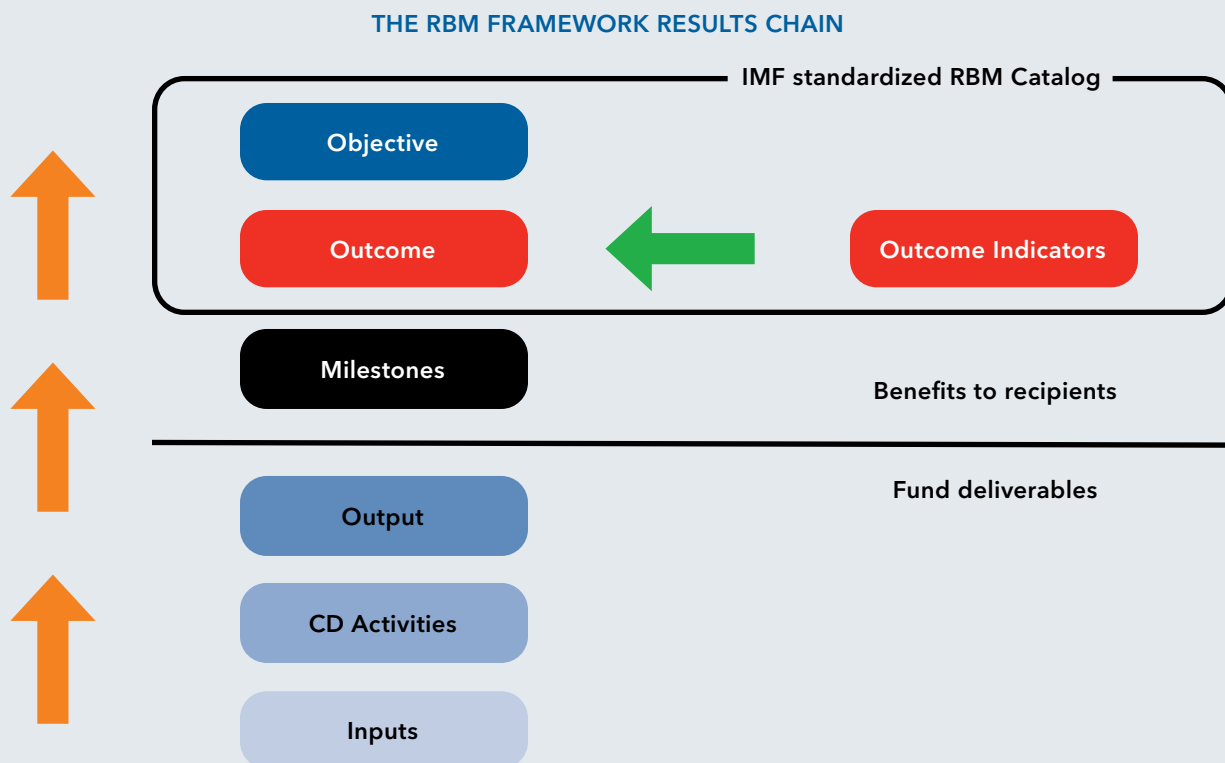 THE RBM FRAMEWORK RESULTS CHAIN
IMF standardized RBM Catalog
Objective
Outcome
Outcome Indicators
Milestones
Benefits to recipients
Fund deliverables
Output
CD Activities
Inputs